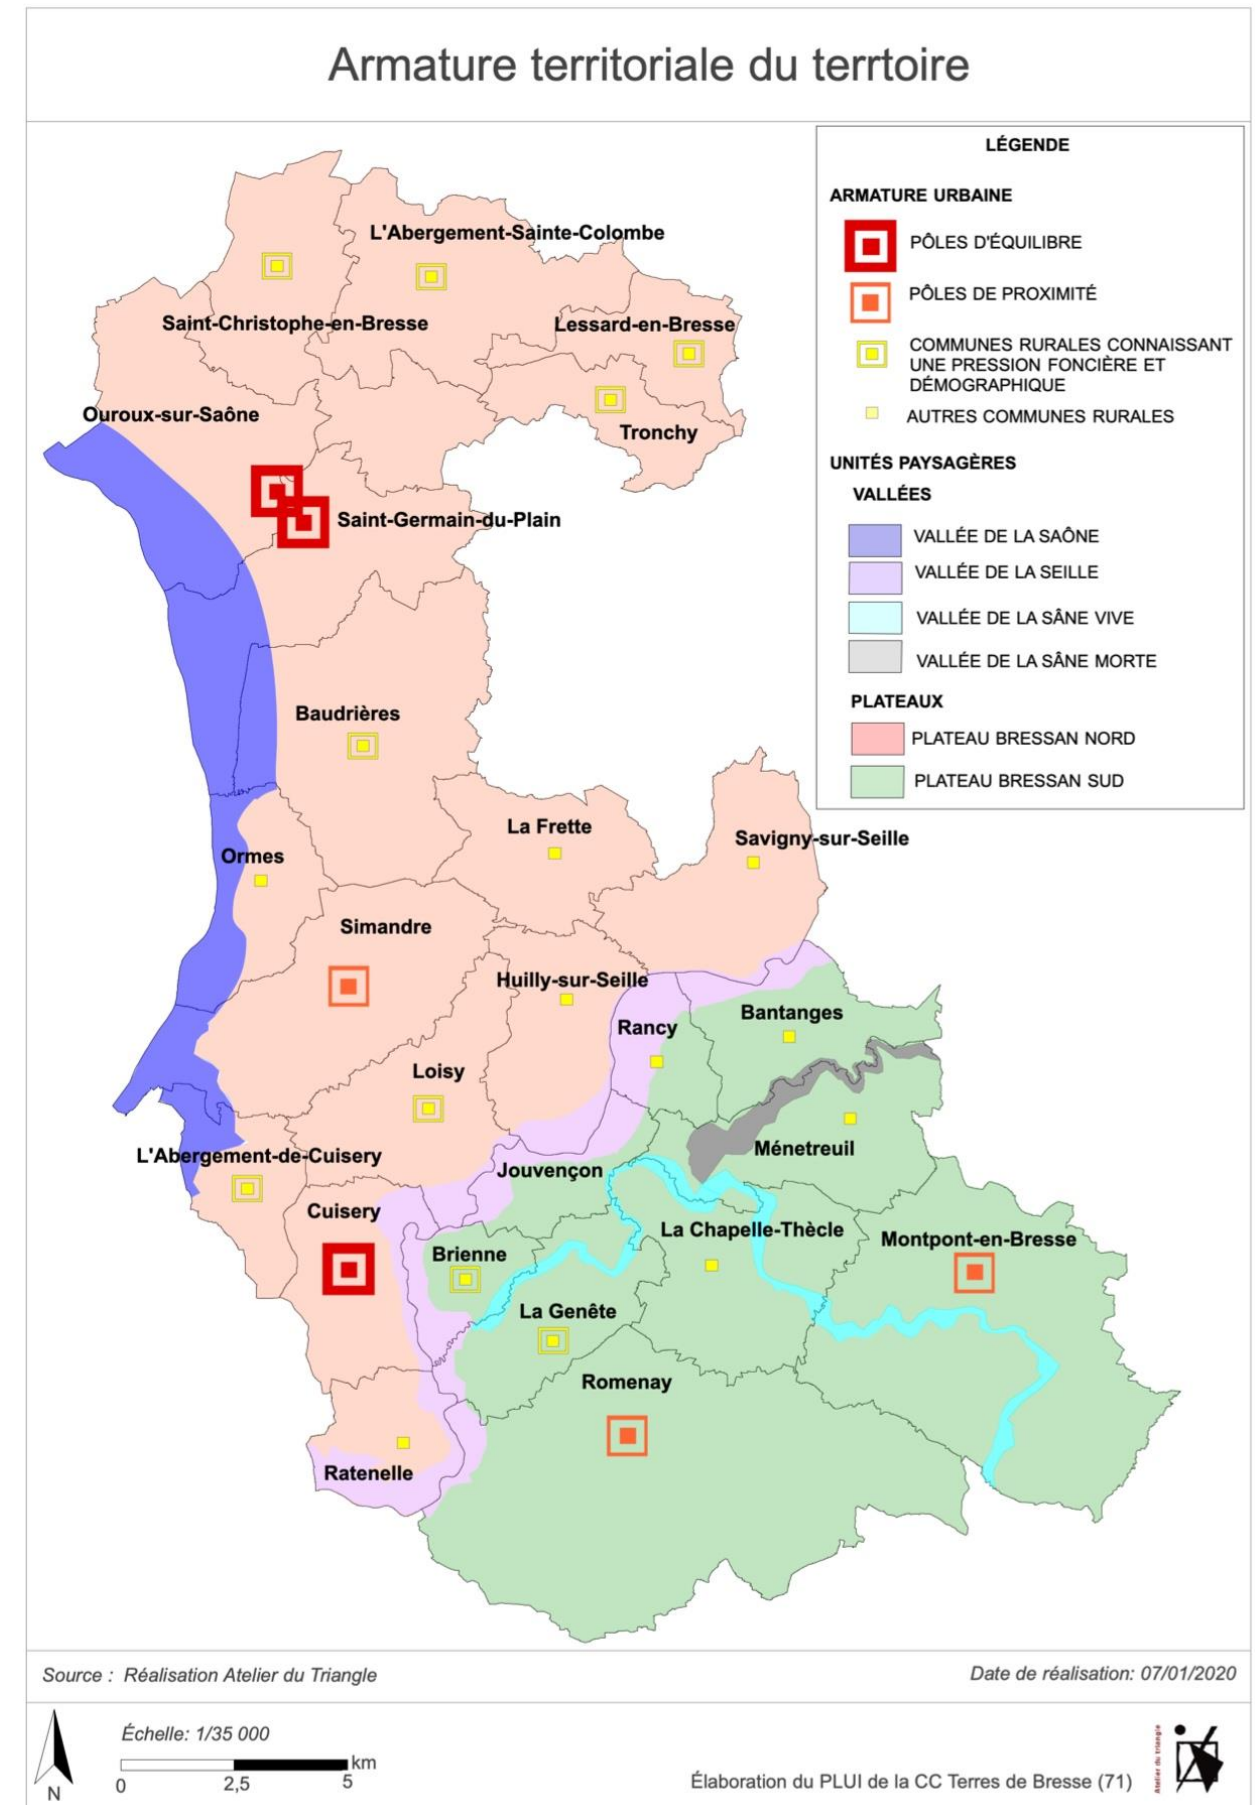 Armature territoriale du terrtoire
LÉGENDE
ARMATURE URBAINE
PÔLES D'ÉQUILIBRE
PÔLES DE PROXIMITÉ
COMMUNES RURALES CONNAISSANT
UNE PRESSION FONCIÈRE ET
DÉMOGRAPHIQUE
AUTRES COMMUNES RURALES
UNITÉS PAYSAGÈRES
VALLÉES
VALLÉE DE LA SAÔNE
VALLÉE DE LA SEILLE
VALLÉE DE LA SÂNE VIVE
VALLÉE DE LA SÂNE MORTE
PLATEAUX
PLATEAU BRESSAN NORD
PLATEAU BRESSAN SUD
L'Abergement-Sainte-Colombe
Saint-Christophe-en-Bresse
Lessard-en-Bresse
Ouroux-sur-Saône
Tronchy
Saint-Germain-du-Plain
Baudrières
La Frette
Savigny-sur-Seille
Ormes
Simandre
Huilly-sur-Seille
Rancy
Bantanges
Loisy
Ménetreuil
L'Abergement-de-Cuisery
Jouvençon
Cuisery
La Chapelle-Thècle
Montpont-en-Bresse
Brienne
La Genête
Romenay
Ratenelle
Source : Réalisation Atelier du Triangle
Date de réalisation: 07/01/2020
Échelle: 1/35 000
km
0
2,5
5
N
Élaboration du PLUI de la CC Terres de Bresse (71)
Atelier du triangle